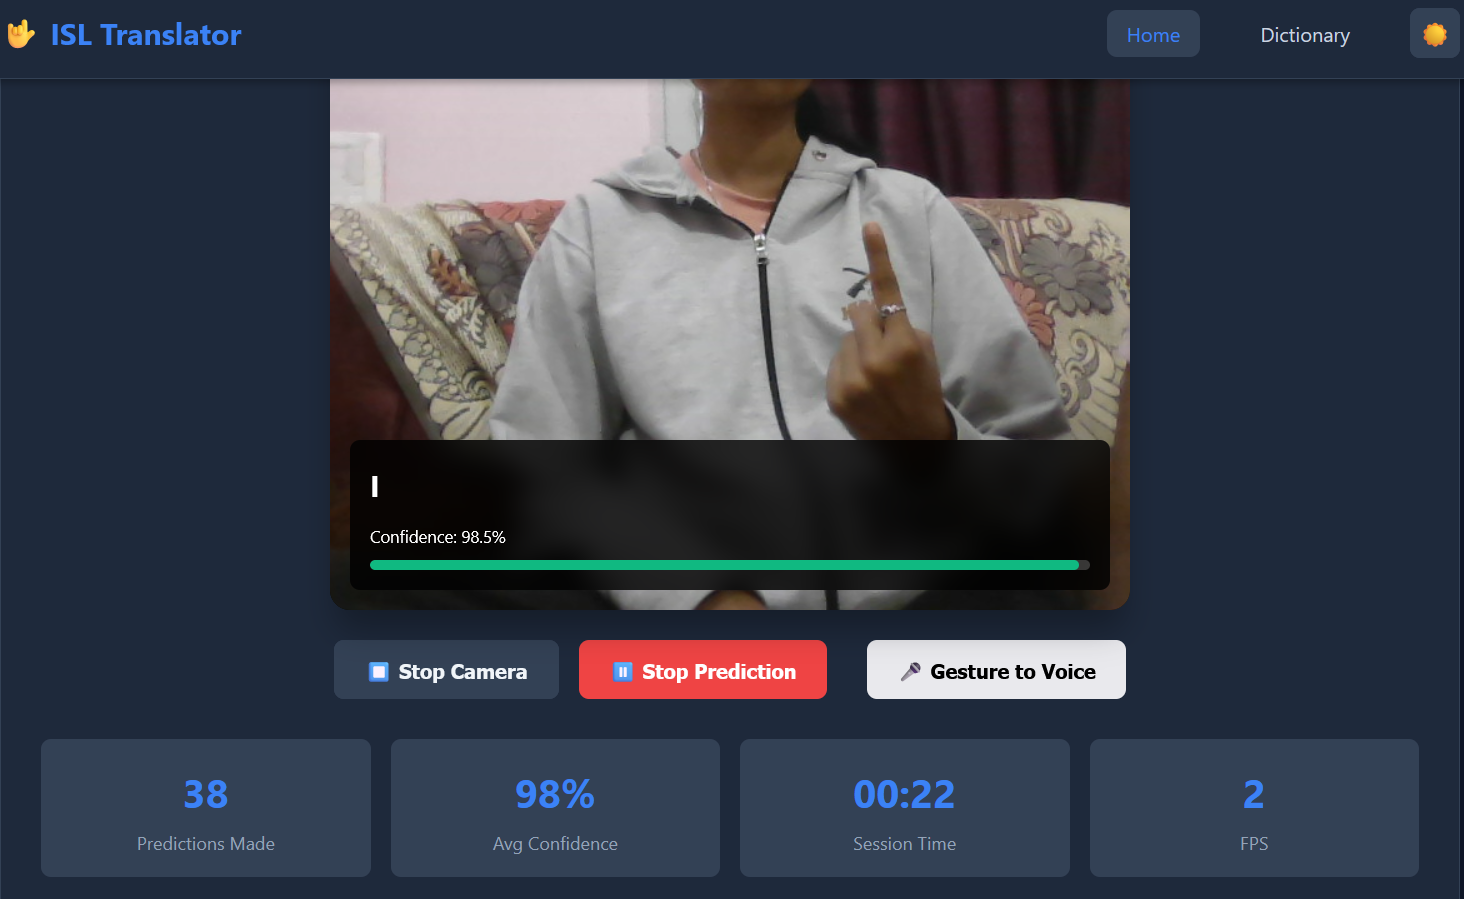 ISL Translator
Home
Dictionary
I
Confidence: 98.5%
Stop Camera
Stop Prediction
Gesture to Voice
38
Predictions Made
98%
Avg Confidence
00:22
Session Time
2
FPS